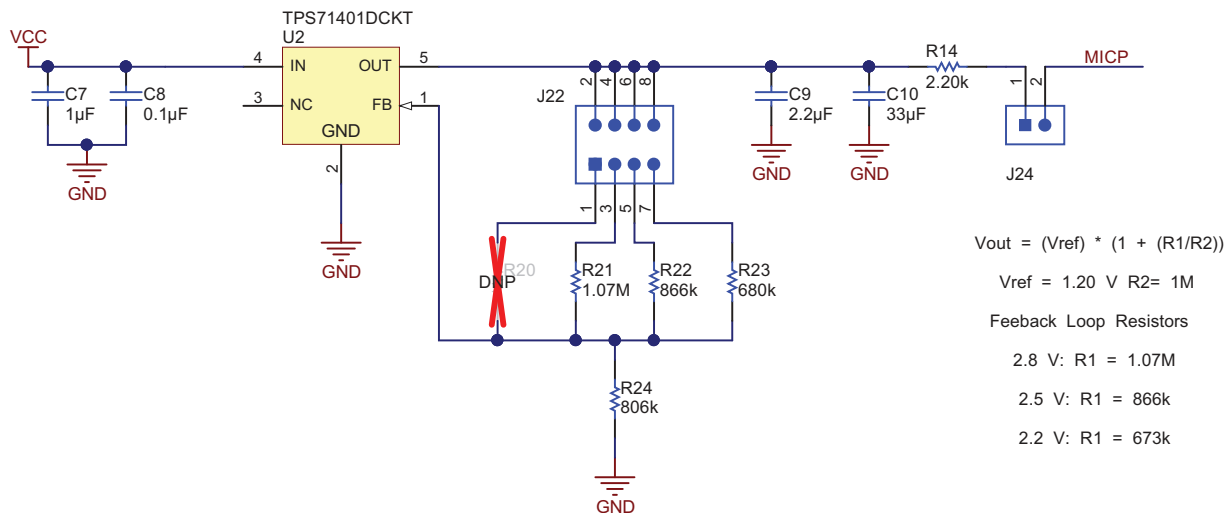 TPS71401DCKT
U2
VCC
4
IN
OUT
5
3
NC
FB
1
GND
2
GND
C7
1µF
C8
0.1µF
GND
J22
2
4
6
8
1
3
5
7
C9
2.2µF
GND
C10
33µF
GND
R14
2.20k
1
2
MICP
J24
R20
DNP
R21
1.07M
R22
866k
R23
680k
R24
806k
GND
Vout = (Vref) * (1 + (R1/R2))
Vref = 1.20 V R2= 1M
Feeback Loop Resistors
2.8 V: R1 = 1.07M
2.5 V: R1 = 866k
2.2 V: R1 = 673k